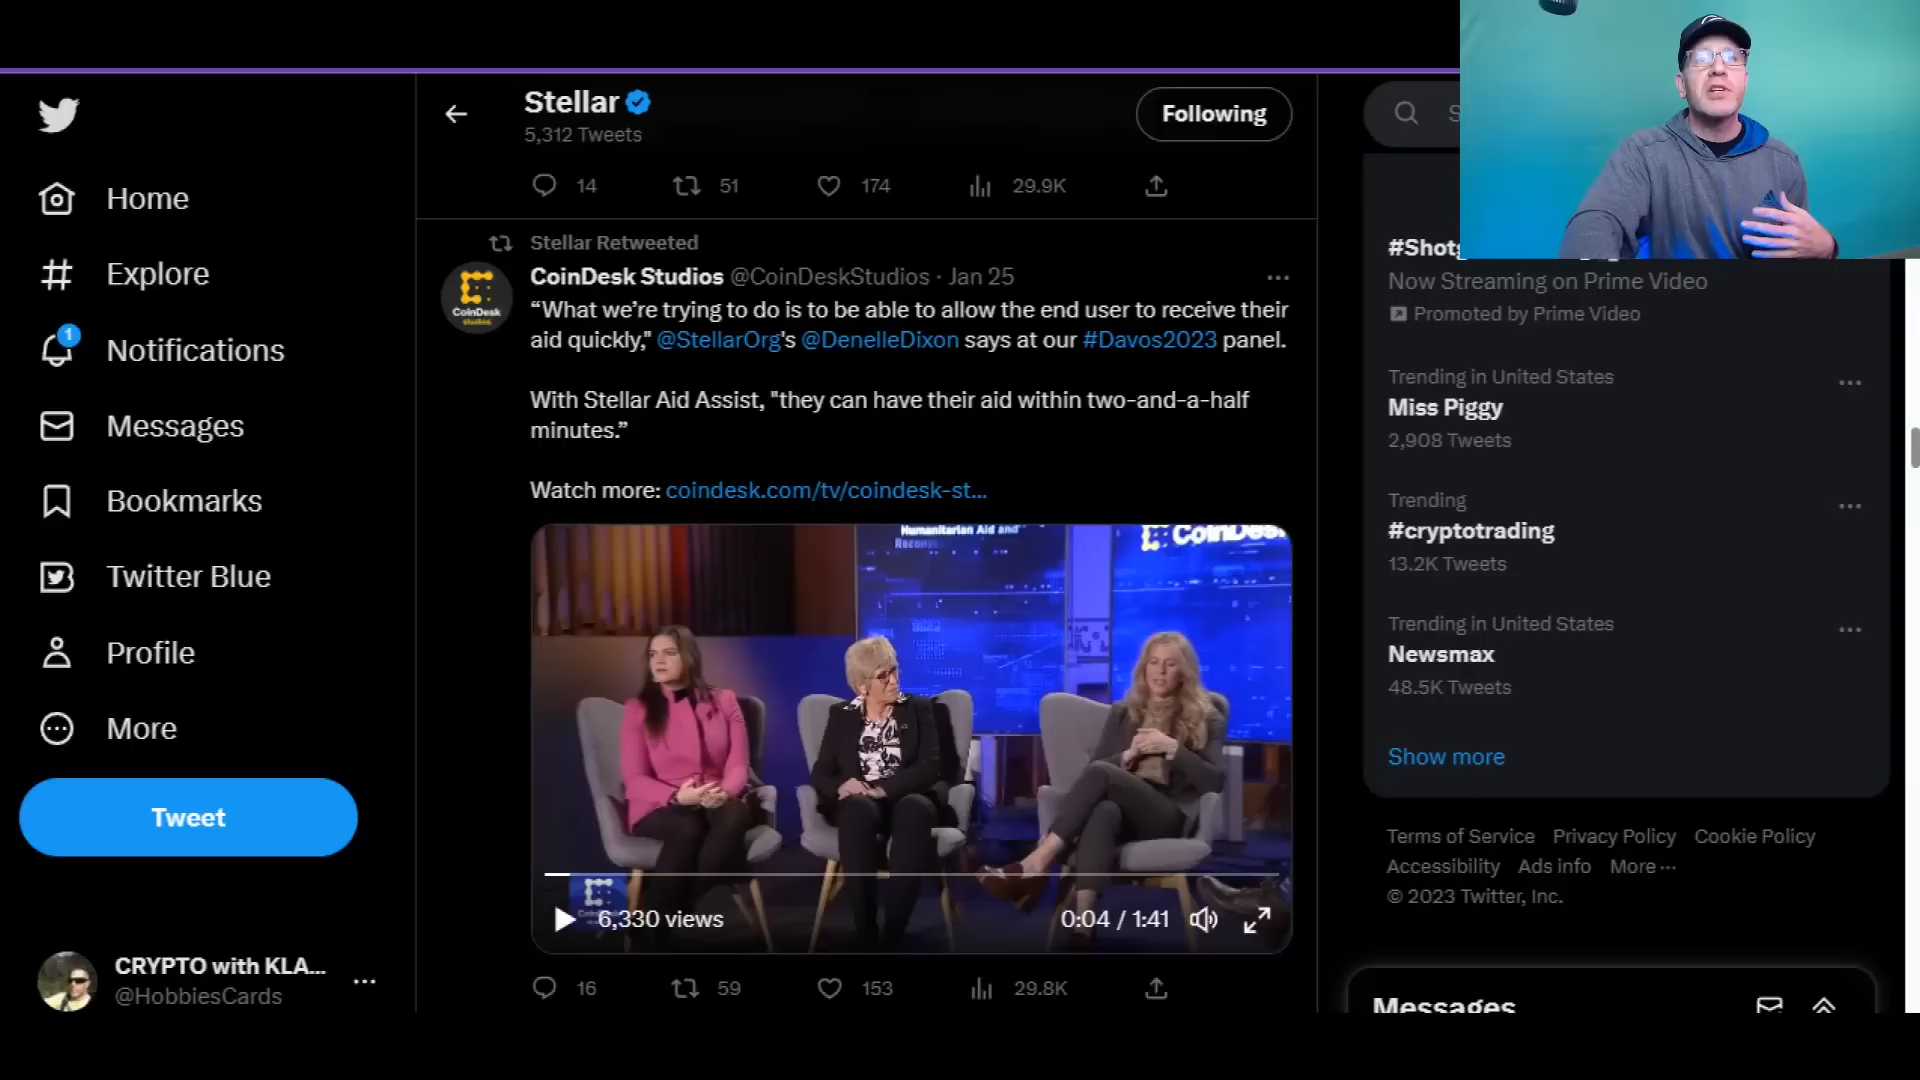 Stellar
5,312 Tweets
Following
14
51
174
29.9K
Home
Explore
1
Notifications
Messages
Bookmarks
Twitter Blue
Profile
More
Tweet
CRYPTO with KLA...
@HobbiesCards
Stellar Retweeted
CoinDesk Studios @CoinDeskStudios · Jan 25
“What we’re trying to do is to be able to allow the end user to receive their
aid quickly," @StellarOrg's @DenelleDixon says at our #Davos2023 panel.
With Stellar Aid Assist, "they can have their aid within two-and-a-half
minutes.”
Watch more: coindesk.com/tv/coindesk-st...
CoinDesk
studios
Humanitarian Aid and
6,330 views
0:04 / 1:41
16
59
153
29.8K
Now Streaming on Prime Video
Promoted by Prime Video
Trending in United States
Miss Piggy
2,908 Tweets
Trending
#cryptotrading
13.2K Tweets
Trending in United States
Newsmax
48.5K Tweets
Show more
Terms of Service Privacy Policy Cookie Policy
Accessibility Ads info More ···
© 2023 Twitter, Inc.
Messages